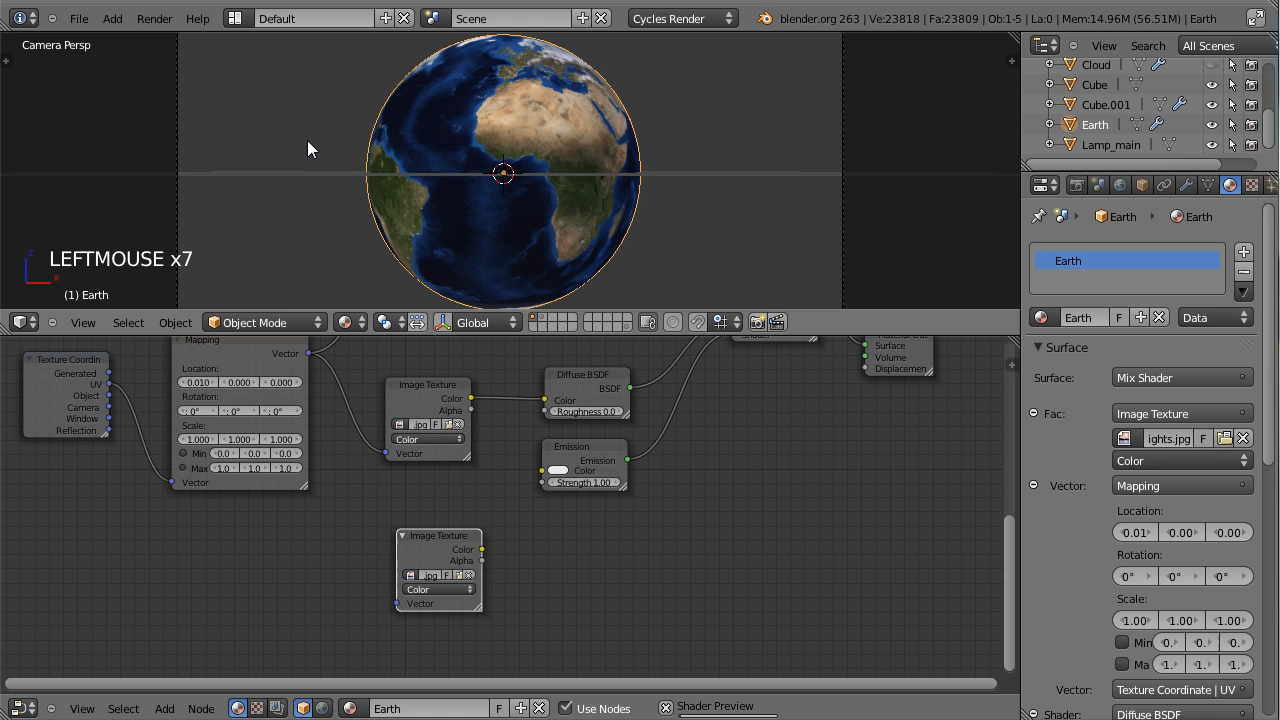 File Add Render Help Default Scene Cycles Render blender.org 263 | Ve:23818 | Fa:23809 | Ob:1-5 | La:0 | Mem:14.96M (56.51M) | Earth
Camera Persp
View Search All Scenes
Cloud
Cube
Cube.001
Earth
Lamp_main
LEFTMOUSE x7
z
x
(1) Earth
View Select Object Object Mode Global
Earth Earth
Earth
Earth F Data
Surface
Surface: Mix Shader
Fac: Image Texture
ights.jpg F
Color
Vector: Mapping
Location:
0.01 0.00 0.00
Rotation:
0° 0° 0°
Scale:
1.00 1.00 1.00
Min 0. 0. 0.
Ma 1. 1. 1.
Vector: Texture Coordinate | UV
Shader: Diffuse BSDF
Texture Coordin
Generated
UV
Object
Camera
Window
Reflection
Mapping
Vector
Location:
0.010 0.000 0.000
Rotation:
0° 0° 0°
Scale:
1.000 1.000 1.000
Min 0.0 0.0 0.0
Max 1.0 1.0 1.0
Vector
Image Texture
Color
Alpha
.jpg F
Color
Vector
Diffuse BSDF
BSDF
Color
Roughness 0.0
Emission
Emission
Color
Strength 1.00
Surface
Volume
Displacemen
Image Texture
Color
Alpha
.jpg F
Color
Vector
View Select Add Node Earth F Use Nodes Shader Preview